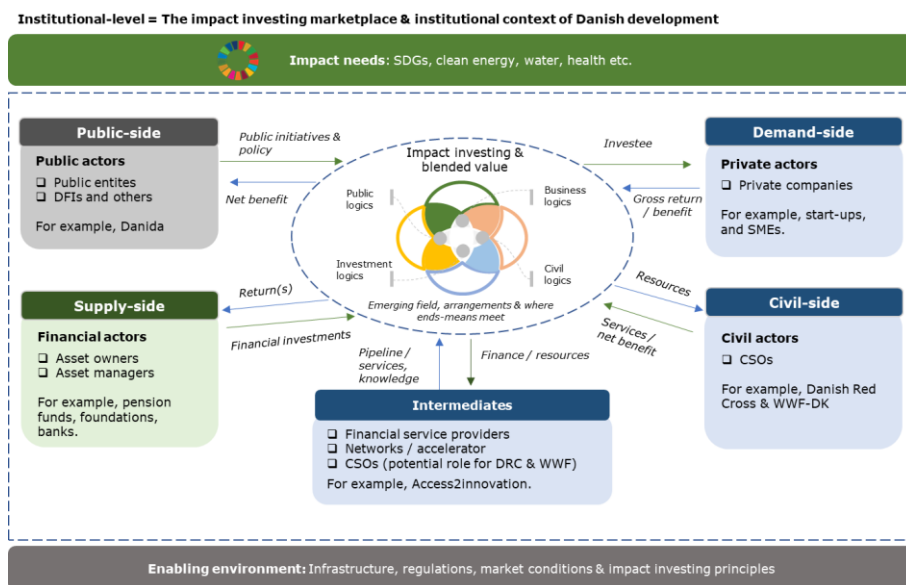 Institutional-level = The impact investing marketplace & institutional context of Danish development
Impact needs: SDGs, clean energy, water, health etc.
Public-side
Public actors
❑ Public entites
❑ DFIs and others
For example, Danida
Public initiatives &
policy
Net benefit
Impact investing &
blended value
Public
logics
Business
logics
Investment
logics
Civil
logics
Emerging field, arrangements & where
ends-means meet
Investee
Gross return
/ benefit
Demand-side
Private actors
❑ Private companies
For example, start-ups,
and SMEs.
Supply-side
Financial actors
❑ Asset owners
❑ Asset managers
For example, pension
funds, foundations,
banks.
Return(s)
Financial investments
Resources
Services /
net benefit
Civil-side
Civil actors
❑ CSOs
For example, Danish Red
Cross & WWF-DK
Pipeline /
services,
knowledge
Finance / resources
Intermediates
❑ Financial service providers
❑ Networks / accelerator
❑ CSOs (potential role for DRC & WWF)
For example, Access2innovation.
Enabling environment: Infrastructure, regulations, market conditions & impact investing principles